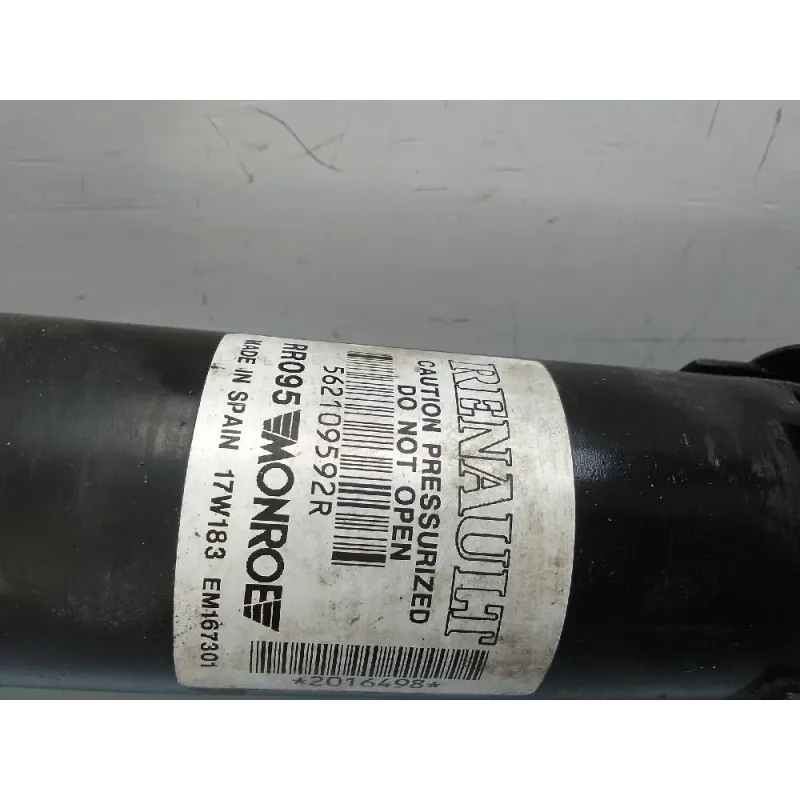 RENAULT
CAUTION PRESSURIZED
DO NOT OPEN
562109592R
RR095 MONROE
MADE IN SPAIN 17W183 EM167301
*2016498*